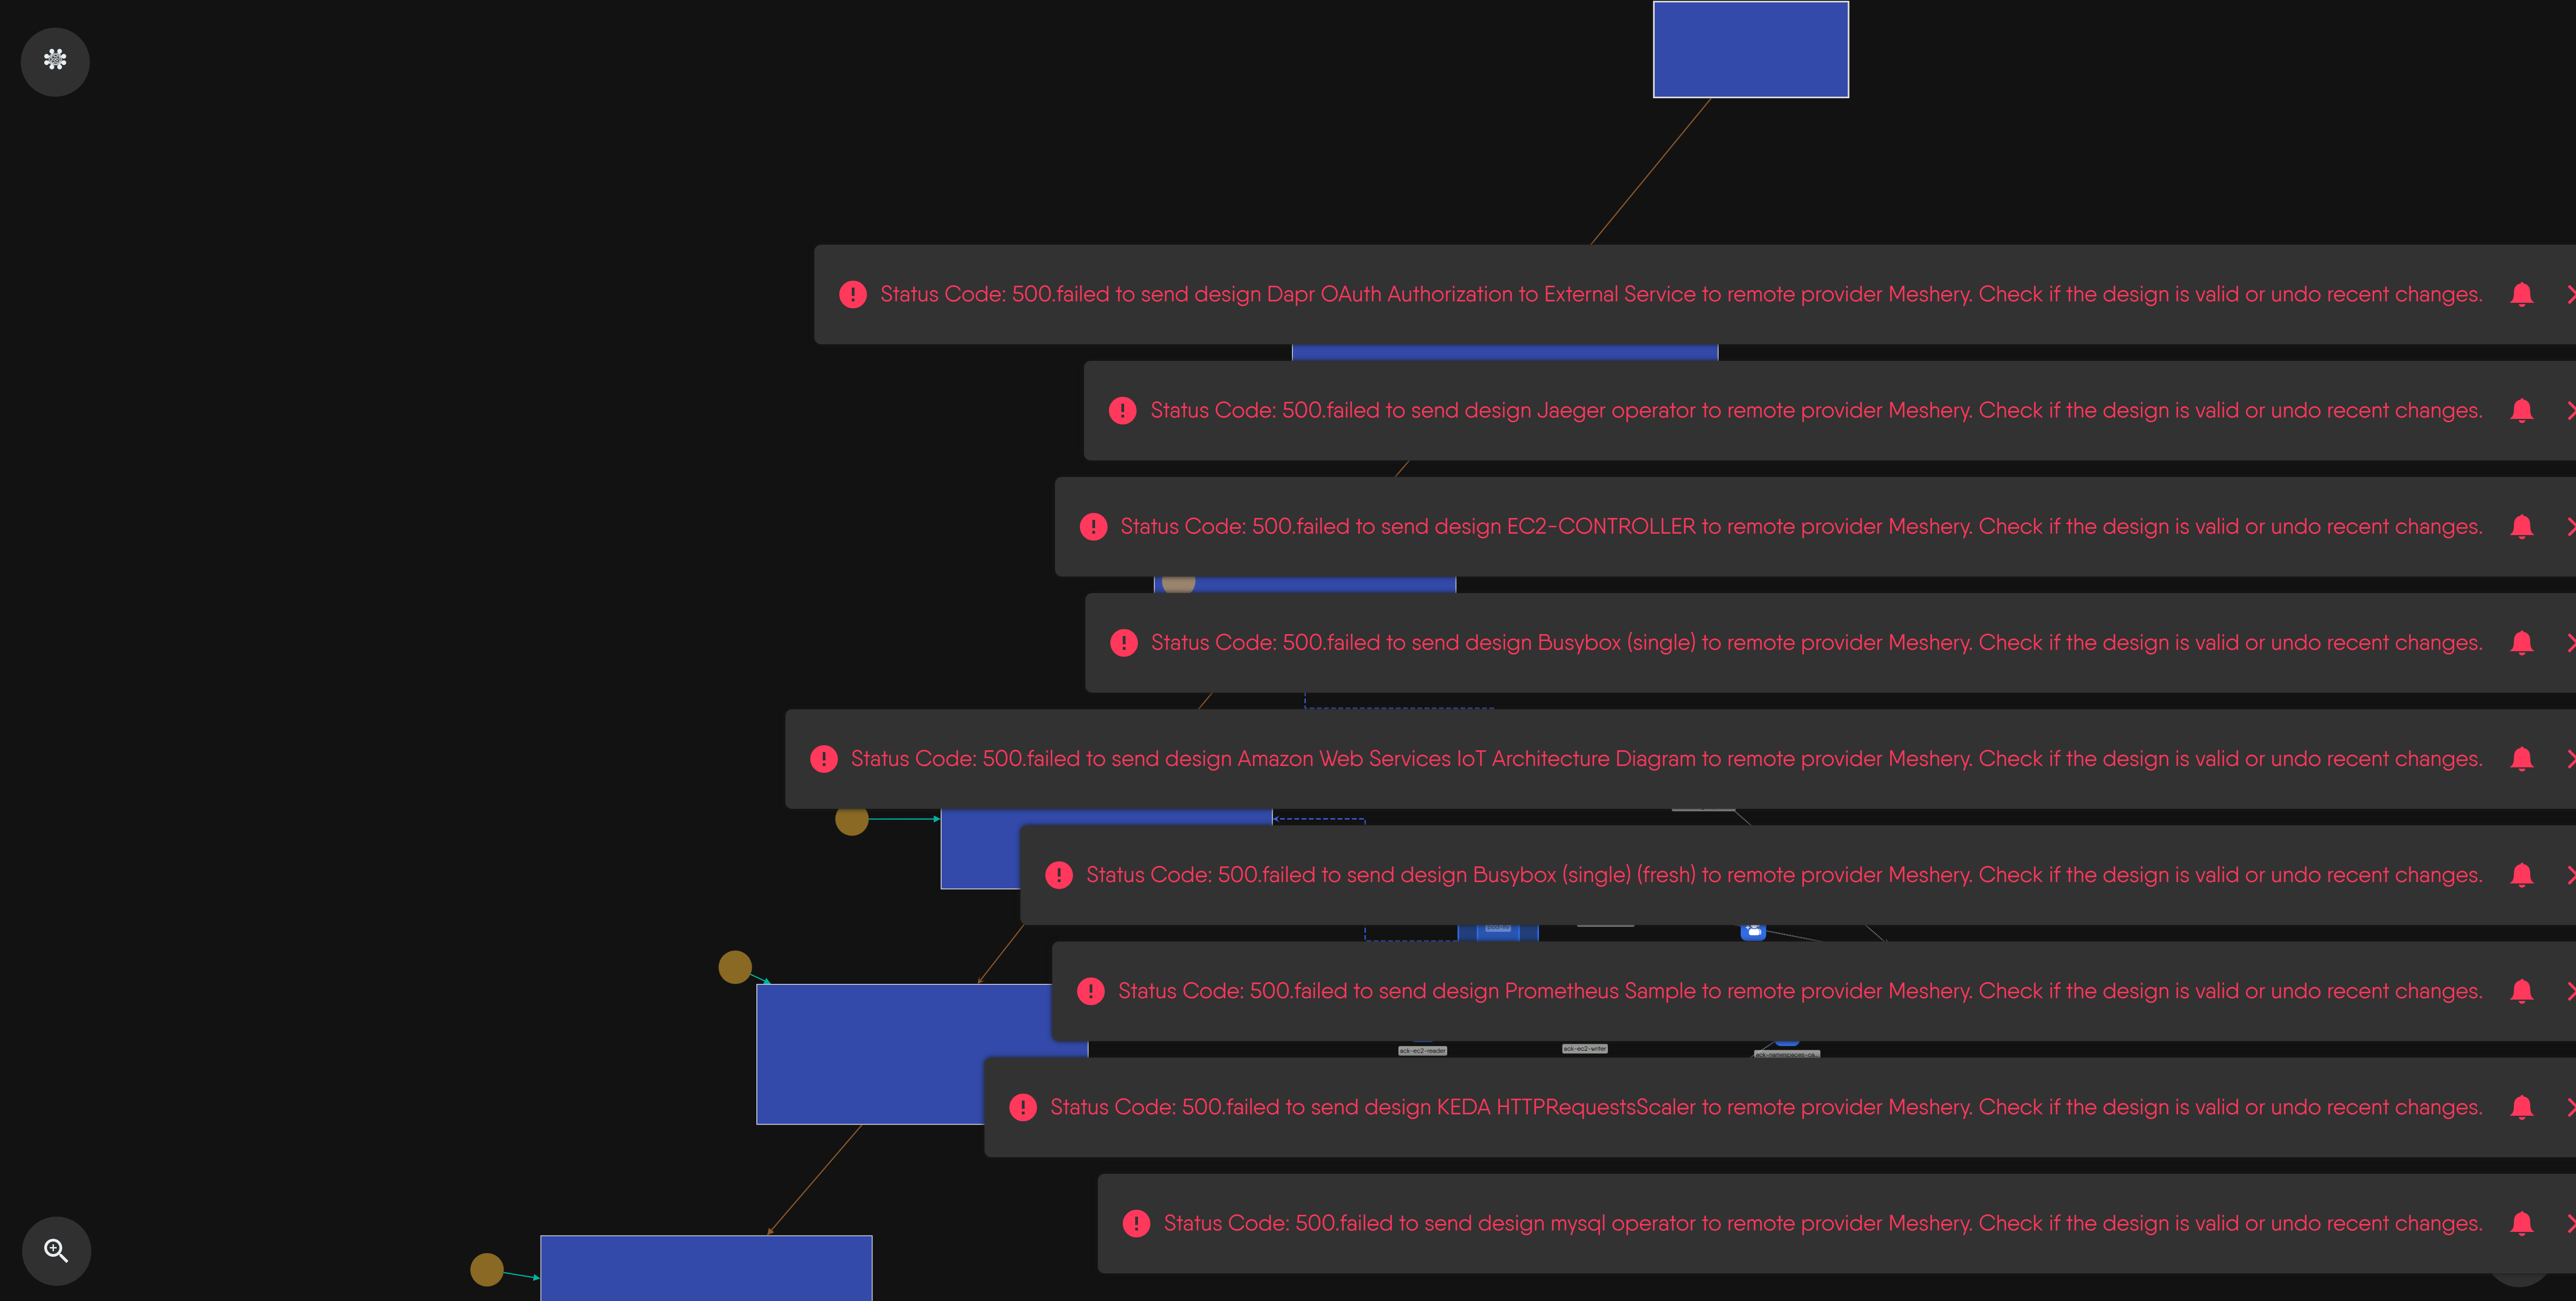 Status Code: 500.failed to send design Dapr OAuth Authorization to External Service to remote provider Meshery. Check if the design is valid or undo recent changes.
Status Code: 500.failed to send design Jaeger operator to remote provider Meshery. Check if the design is valid or undo recent changes.
Status Code: 500.failed to send design EC2-CONTROLLER to remote provider Meshery. Check if the design is valid or undo recent changes.
Status Code: 500.failed to send design Busybox (single) to remote provider Meshery. Check if the design is valid or undo recent changes.
Status Code: 500.failed to send design Amazon Web Services IoT Architecture Diagram to remote provider Meshery. Check if the design is valid or undo recent changes.
Status Code: 500.failed to send design Busybox (single) (fresh) to remote provider Meshery. Check if the design is valid or undo recent changes.
Status Code: 500.failed to send design Prometheus Sample to remote provider Meshery. Check if the design is valid or undo recent changes.
ack-ec2-reader
ack-ec2-writer
Status Code: 500.failed to send design KEDA HTTPRequestsScaler to remote provider Meshery. Check if the design is valid or undo recent changes.
Status Code: 500.failed to send design mysql operator to remote provider Meshery. Check if the design is valid or undo recent changes.